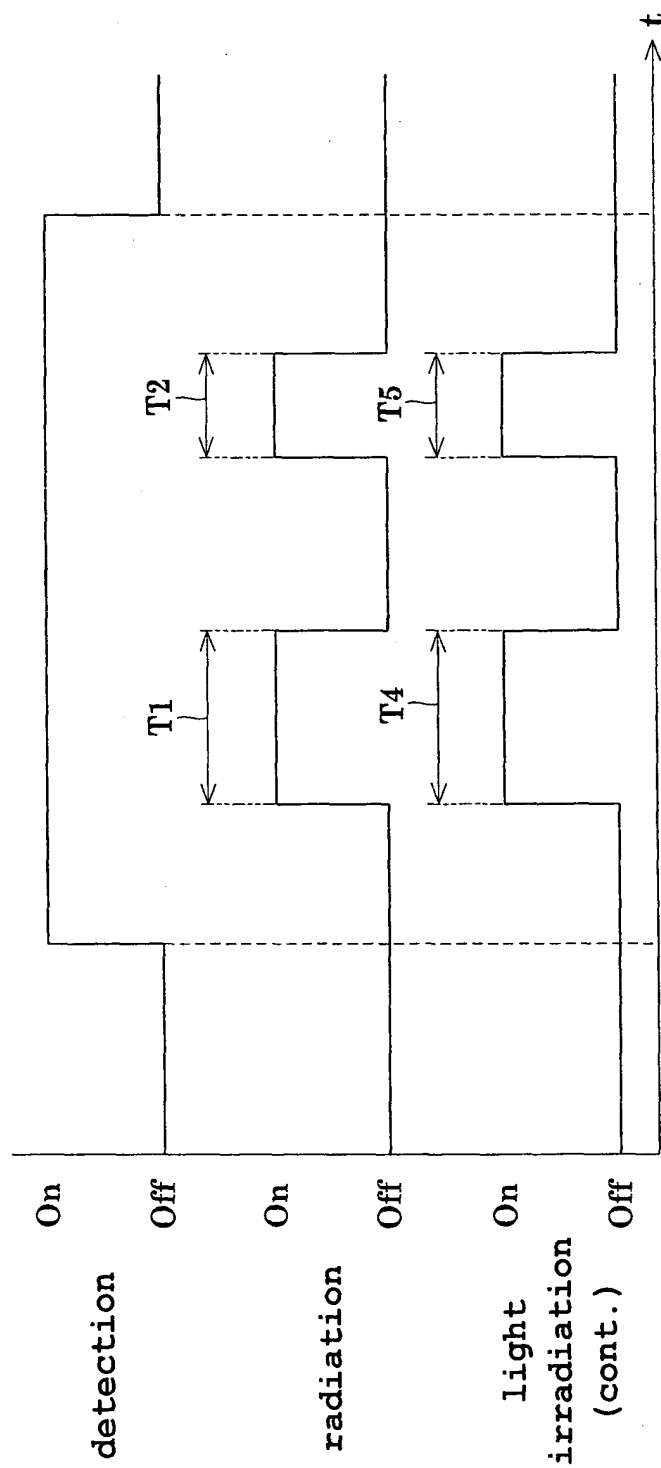 detection
On
Off
T1
T2
radiation
On
Off
T4
T5
light
irradiation
(cont.)
On
Off
t